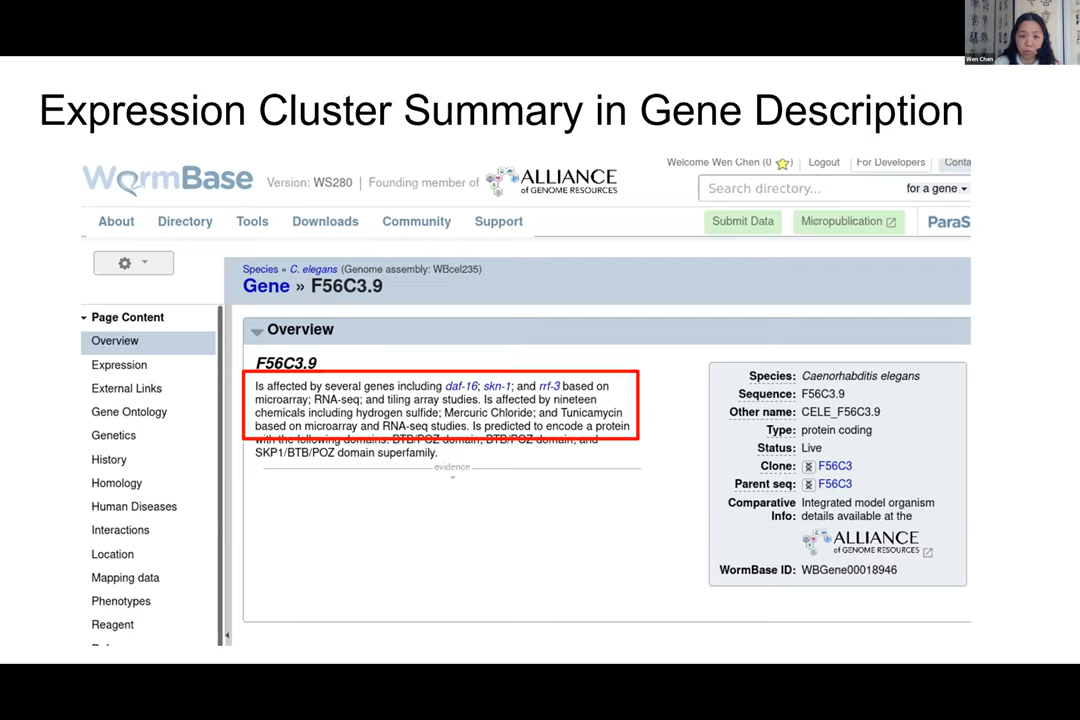 Wen Chen
Expression Cluster Summary in Gene Description
WormBase Version: WS280 | Founding member of ALLIANCE of GENOME RESOURCES
Welcome Wen Chen (0 ) Logout For Developers Conta
Search directory... for a gene
About Directory Tools Downloads Community Support
Submit Data Micropublication ParaS
Species » C. elegans (Genome assembly: WBcel235)
Gene » F56C3.9
Page Content
Overview
Expression
External Links
Gene Ontology
Genetics
History
Homology
Human Diseases
Interactions
Location
Mapping data
Phenotypes
Reagent
Overview
F56C3.9
Is affected by several genes including daf-16; skn-1; and rrf-3 based on
microarray; RNA-seq; and tiling array studies. Is affected by nineteen
chemicals including hydrogen sulfide; Mercuric Chloride; and Tunicamycin
based on microarray and RNA-seq studies. Is predicted to encode a protein
with the following domains: BTB/POZ domain; BTB/POZ domain; and
SKP1/BTB/POZ domain superfamily.
evidence
Species: Caenorhabditis elegans
Sequence: F56C3.9
Other name: CELE_F56C3.9
Type: protein coding
Status: Live
Clone: F56C3
Parent seq: F56C3
Comparative Integrated model organism
Info: details available at the
ALLIANCE
of GENOME RESOURCES
WormBase ID: WBGene00018946